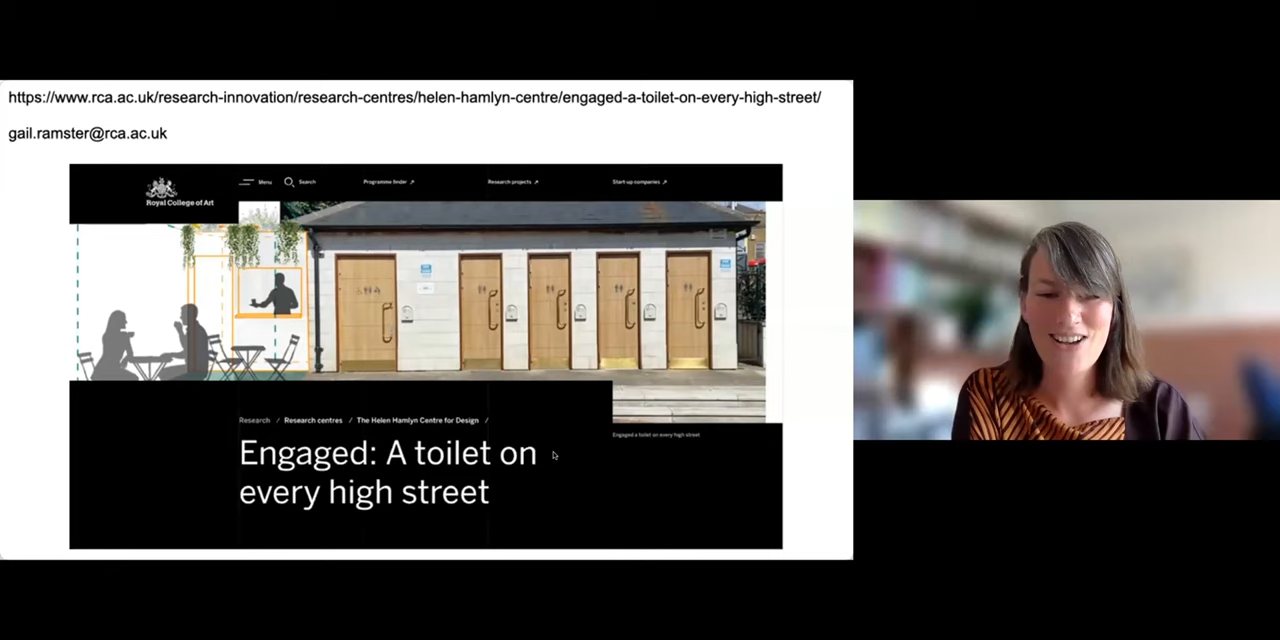 https://www.rca.ac.uk/research-innovation/research-centres/helen-hamlyn-centre/engaged-a-toilet-on-every-high-street/
gail.ramster@rca.ac.uk
Royal College of Art
Menu
Search
Programme finder ↗
Research projects ↗
Start-up companies ↗
Research / Research centres / The Helen Hamlyn Centre for Design /
Engaged: A toilet on
every high street
Engaged a toilet on every high street